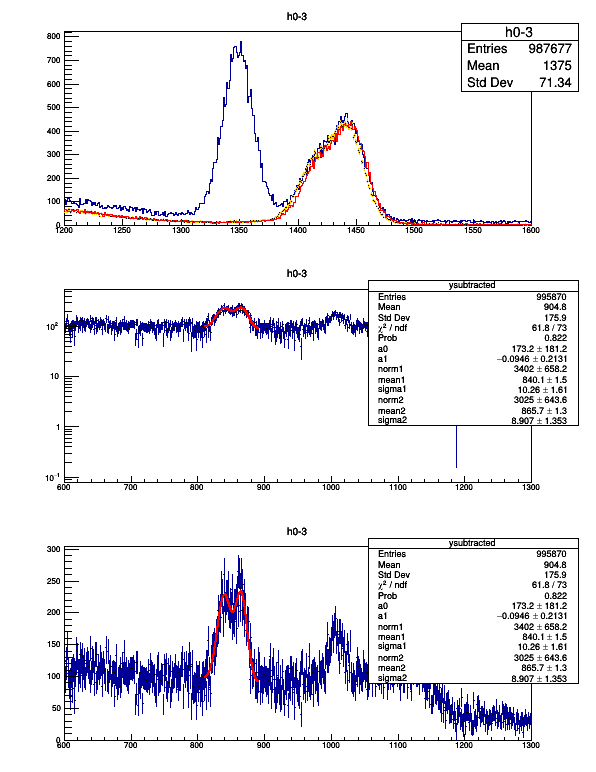 h0-3
h0-3
Entries 987677
Mean 1375
Std Dev 71.34
800
700
600
500
400
300
200
100
0
1200 1250 1300 1350 1400 1450 1500 1550 1600
h0-3
ysubtracted
Entries 995870
Mean 904.8
Std Dev 175.9
χ² / ndf 61.8 / 73
Prob 0.822
a0 173.2 ± 181.2
a1 −0.0946 ± 0.2131
norm1 3402 ± 658.2
mean1 840.1 ± 1.5
sigma1 10.26 ± 1.61
norm2 3025 ± 643.6
mean2 865.7 ± 1.3
sigma2 8.907 ± 1.353
10²
10
1
10⁻¹
600 700 800 900 1000 1100 1200 1300
h0-3
ysubtracted
Entries 995870
Mean 904.8
Std Dev 175.9
χ² / ndf 61.8 / 73
Prob 0.822
a0 173.2 ± 181.2
a1 −0.0946 ± 0.2131
norm1 3402 ± 658.2
mean1 840.1 ± 1.5
sigma1 10.26 ± 1.61
norm2 3025 ± 643.6
mean2 865.7 ± 1.3
sigma2 8.907 ± 1.353
300
250
200
150
100
50
0
600 700 800 900 1000 1100 1200 1300